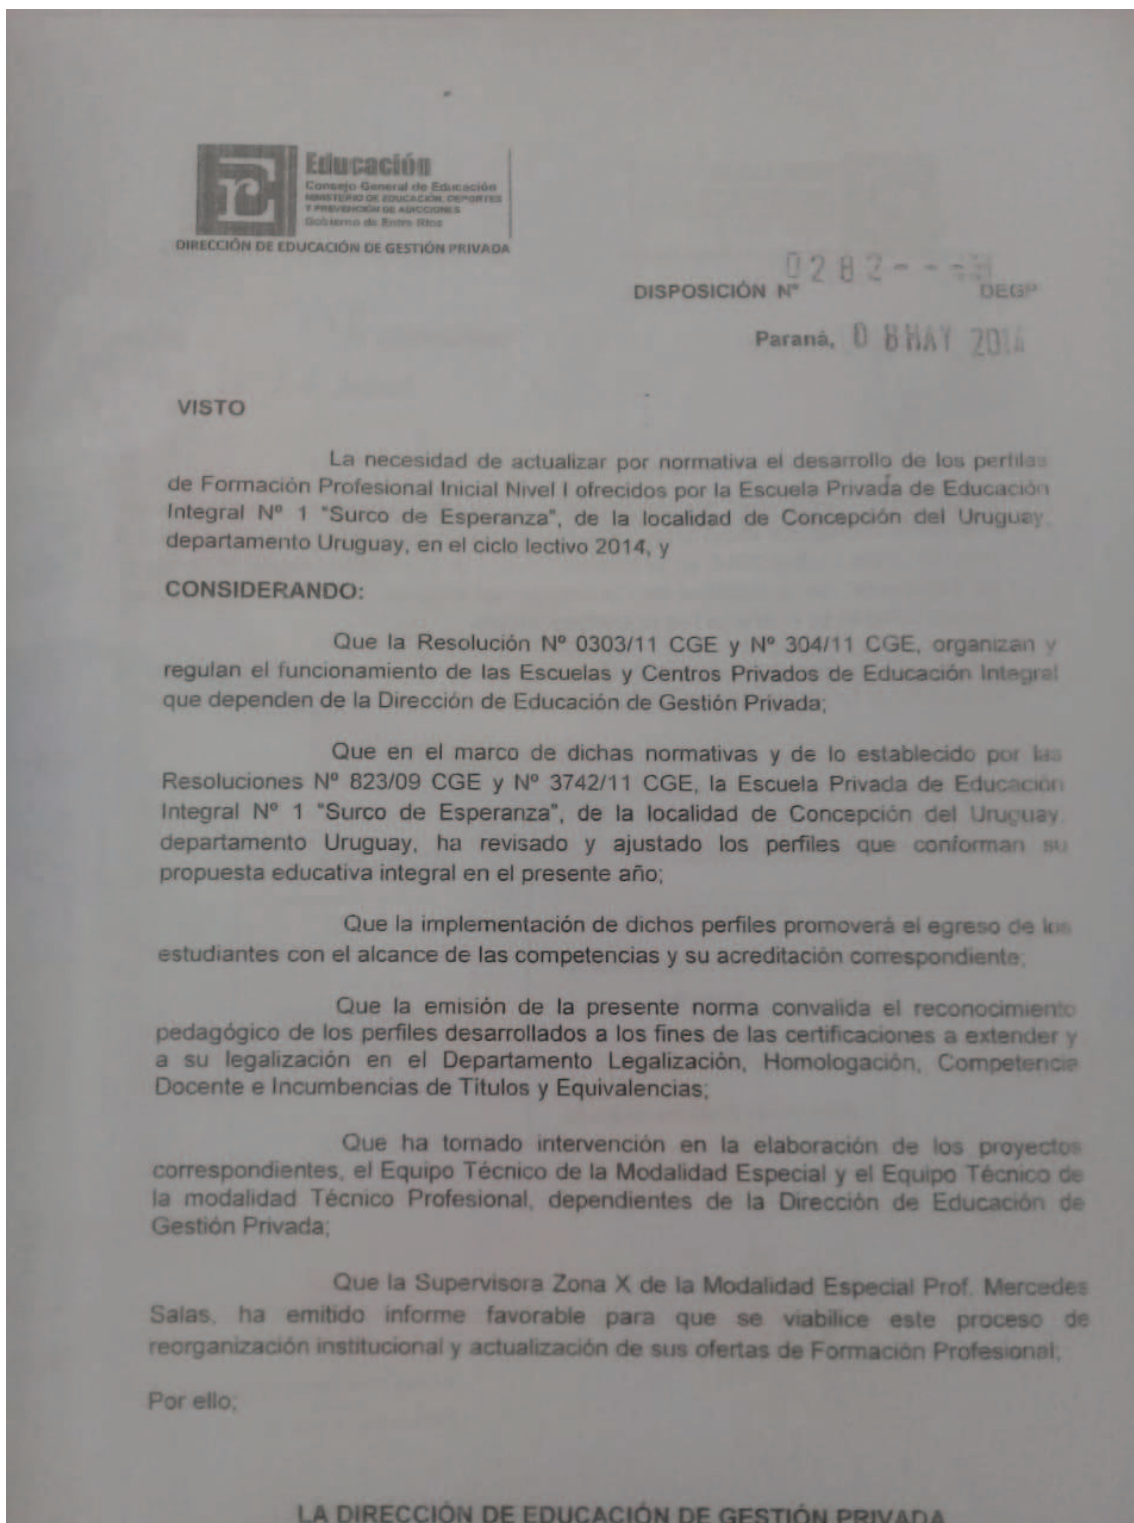 Educación
Consejo General de Educación
MINISTERIO DE EDUCACIÓN, DEPORTES
Y PREVENCIÓN DE ADICCIONES
Gobierno de Entre Ríos
DIRECCIÓN DE EDUCACIÓN DE GESTIÓN PRIVADA
0282
DISPOSICIÓN Nº DEGP
Paraná, 08 MAY 2014
VISTO
La necesidad de actualizar por normativa el desarrollo de los perfiles
de Formación Profesional Inicial Nivel I ofrecidos por la Escuela Privada de Educación
Integral Nº 1 "Surco de Esperanza", de la localidad de Concepción del Uruguay,
departamento Uruguay, en el ciclo lectivo 2014, y
CONSIDERANDO:
Que la Resolución Nº 0303/11 CGE y Nº 304/11 CGE, organizan y
regulan el funcionamiento de las Escuelas y Centros Privados de Educación Integral
que dependen de la Dirección de Educación de Gestión Privada;
Que en el marco de dichas normativas y de lo establecido por las
Resoluciones Nº 823/09 CGE y Nº 3742/11 CGE, la Escuela Privada de Educación
Integral Nº 1 "Surco de Esperanza", de la localidad de Concepción del Uruguay,
departamento Uruguay, ha revisado y ajustado los perfiles que conforman su
propuesta educativa integral en el presente año;
Que la implementación de dichos perfiles promoverá el egreso de los
estudiantes con el alcance de las competencias y su acreditación correspondiente;
Que la emisión de la presente norma convalida el reconocimiento
pedagógico de los perfiles desarrollados a los fines de las certificaciones a extender y
a su legalización en el Departamento Legalización, Homologación, Competencia
Docente e Incumbencias de Títulos y Equivalencias;
Que ha tomado intervención en la elaboración de los proyectos
correspondientes, el Equipo Técnico de la Modalidad Especial y el Equipo Técnico de
la modalidad Técnico Profesional, dependientes de la Dirección de Educación de
Gestión Privada;
Que la Supervisora Zona X de la Modalidad Especial Prof. Mercedes
Salas, ha emitido informe favorable para que se viabilice este proceso de
reorganización institucional y actualización de sus ofertas de Formación Profesional;
Por ello;
LA DIRECCIÓN DE EDUCACIÓN DE GESTIÓN PRIVADA